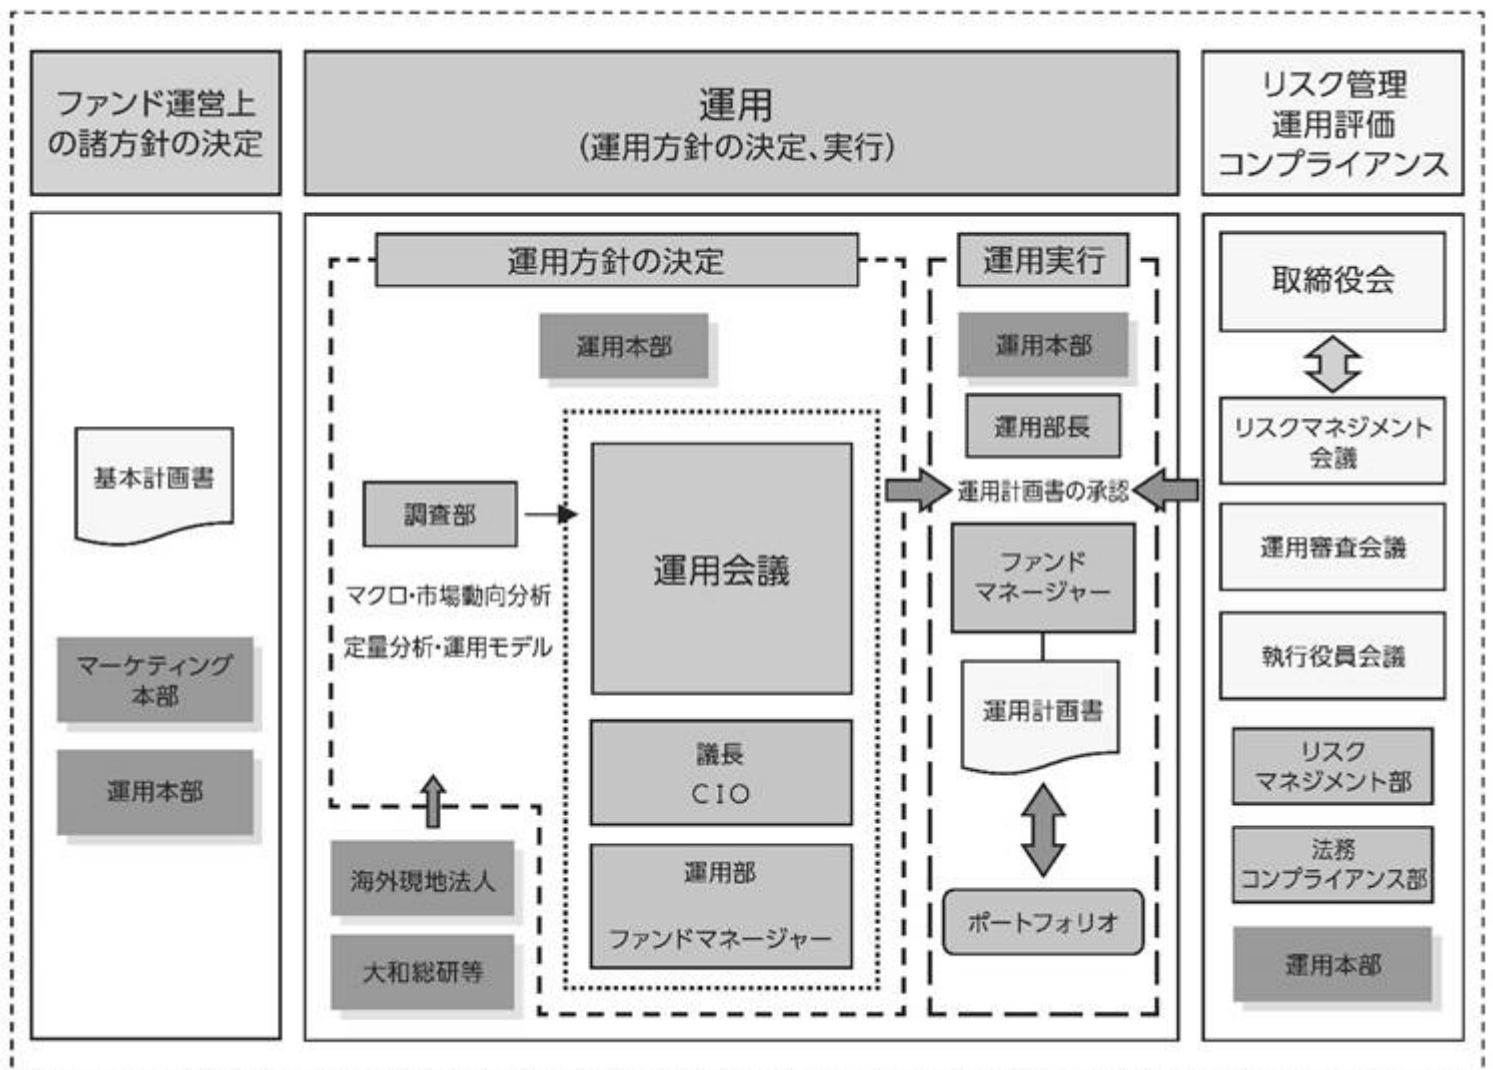 ファンド運営上
の諸方針の決定
運用
(運用方針の決定、実行)
リスク管理
運用評価
コンプライアンス
基本計画書
マーケティング
本部
運用本部
運用方針の決定
運用本部
調査部
マクロ・市場動向分析
定量分析・運用モデル
海外現地法人
大和総研等
運用会議
議長
CIO
運用部
ファンドマネージャー
運用実行
運用本部
運用部長
運用計画書の承認
ファンド
マネージャー
運用計画書
ポートフォリオ
取締役会
リスクマネジメント
会議
運用審査会議
執行役員会議
リスク
マネジメント部
法務
コンプライアンス部
運用本部